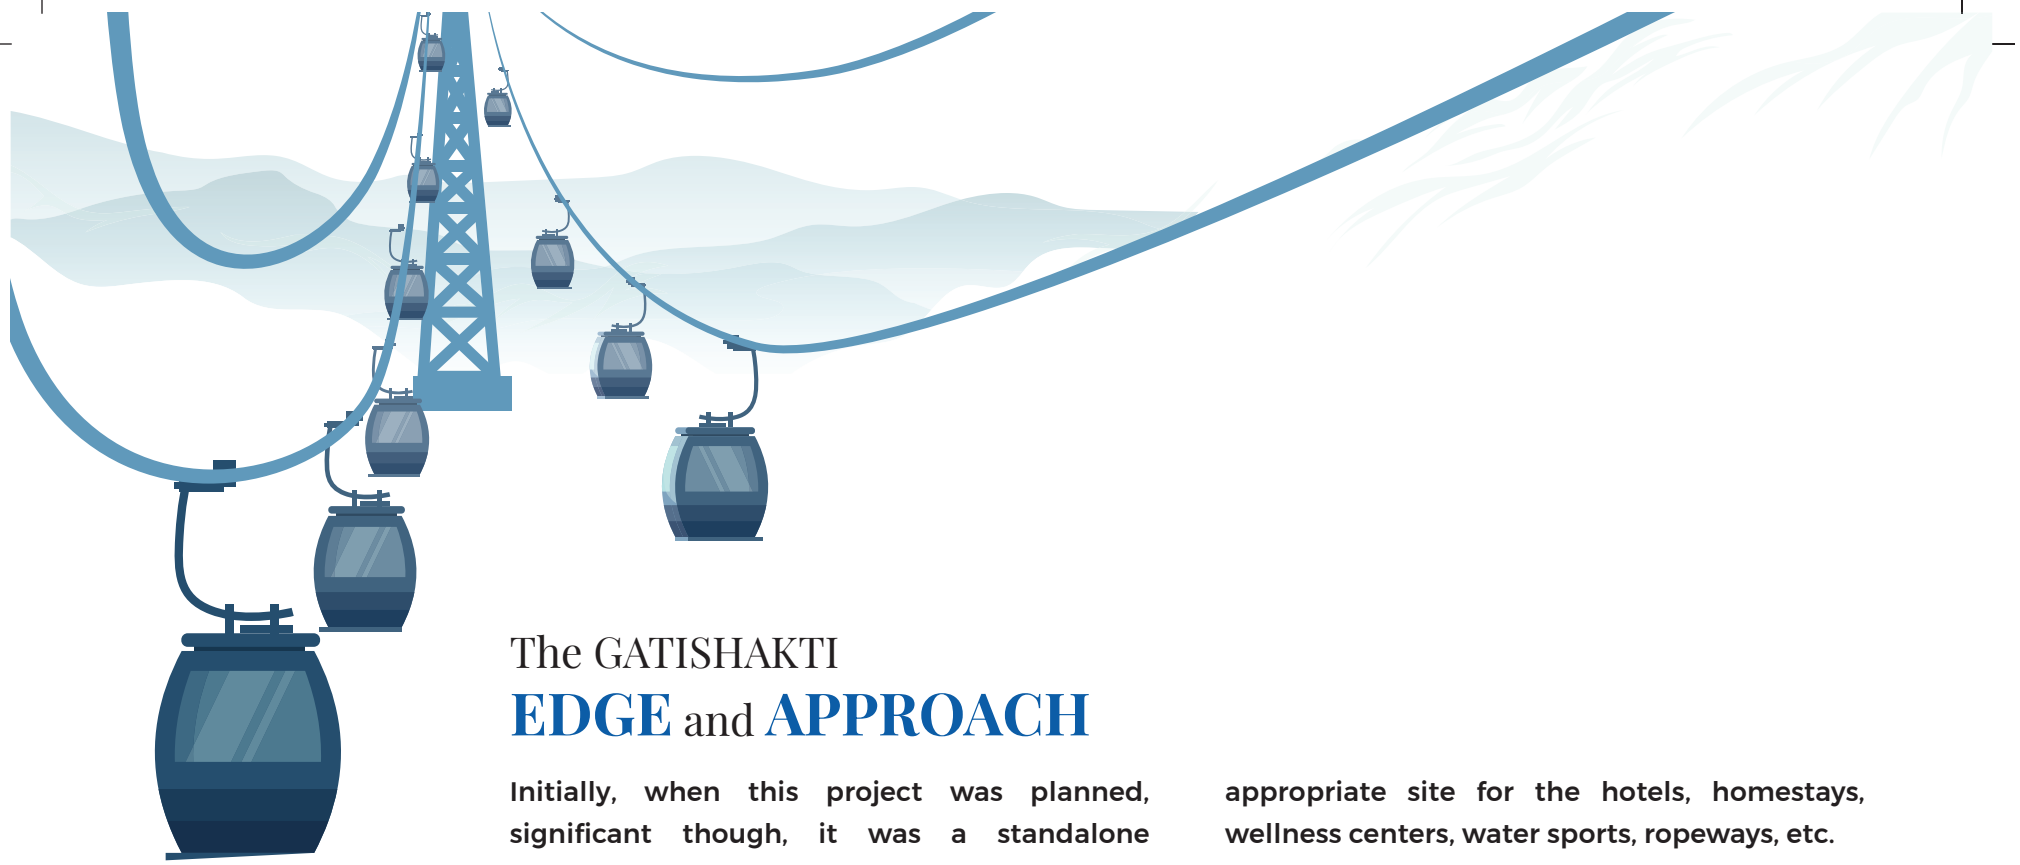 The GATISHAKTI
EDGE and APPROACH
Initially, when this project was planned,
significant though, it was a standalone
appropriate site for the hotels, homestays,
wellness centers, water sports, ropeways, etc.